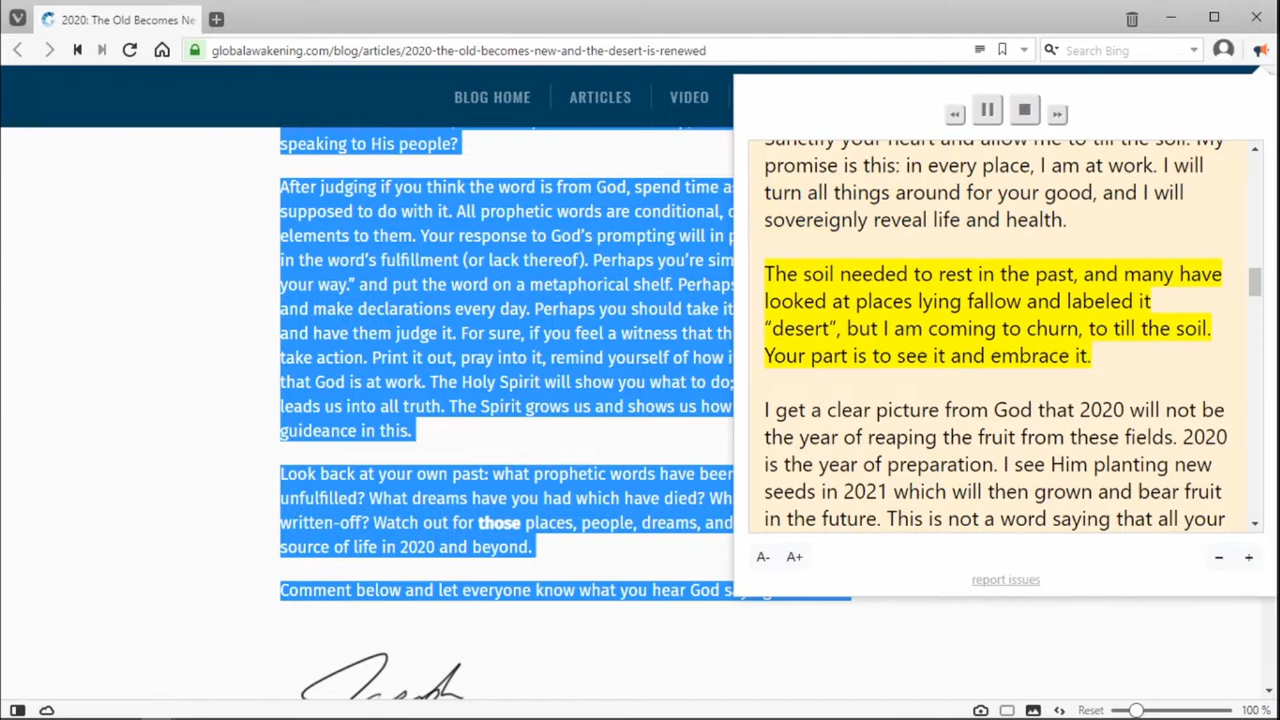 2020: The Old Becomes Ne
globalawakening.com/blog/articles/2020-the-old-becomes-new-and-the-desert-is-renewed
Search Bing
BLOG HOME
ARTICLES
VIDEO
speaking to His people?
After judging if you think the word is from God, spend time a
supposed to do with it. All prophetic words are conditional,
elements to them. Your response to God's prompting will in p
in the word's fulfillment (or lack thereof). Perhaps you're sim
your way.” and put the word on a metaphorical shelf. Perhap
and make declarations every day. Perhaps you should take it
and have them judge it. For sure, if you feel a witness that th
take action. Print it out, pray into it, remind yourself of how i
that God is at work. The Holy Spirit will show you what to do;
leads us into all truth. The Spirit grows us and shows us how
guideance in this.
Look back at your own past: what prophetic words have been
unfulfilled? What dreams have you had which have died? Wh
written-off? Watch out for those places, people, dreams, and
source of life in 2020 and beyond.
Comment below and let everyone know what you hear God
Sanctify your heart and allow me to till the soil. My
promise is this: in every place, I am at work. I will
turn all things around for your good, and I will
sovereignly reveal life and health.
The soil needed to rest in the past, and many have
looked at places lying fallow and labeled it
“desert”, but I am coming to churn, to till the soil.
Your part is to see it and embrace it.
I get a clear picture from God that 2020 will not be
the year of reaping the fruit from these fields. 2020
is the year of preparation. I see Him planting new
seeds in 2021 which will then grown and bear fruit
in the future. This is not a word saying that all your
A- A+ − +
report issues
Reset 100 %